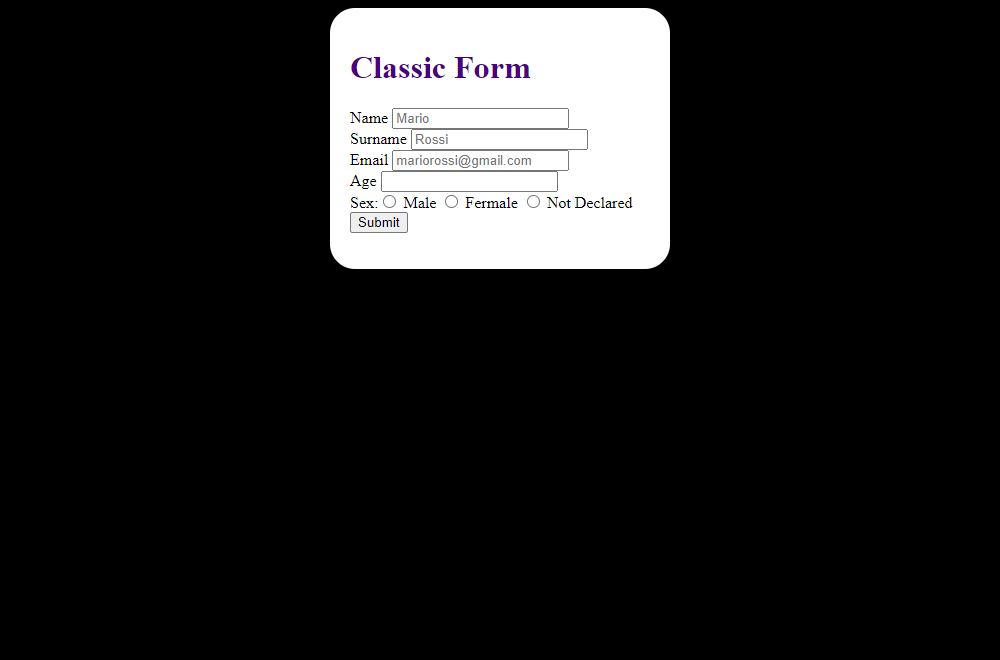 Classic Form
Name Mario
Surname Rossi
Email mariorossi@gmail.com
Age
Sex: Male Fermale Not Declared
Submit